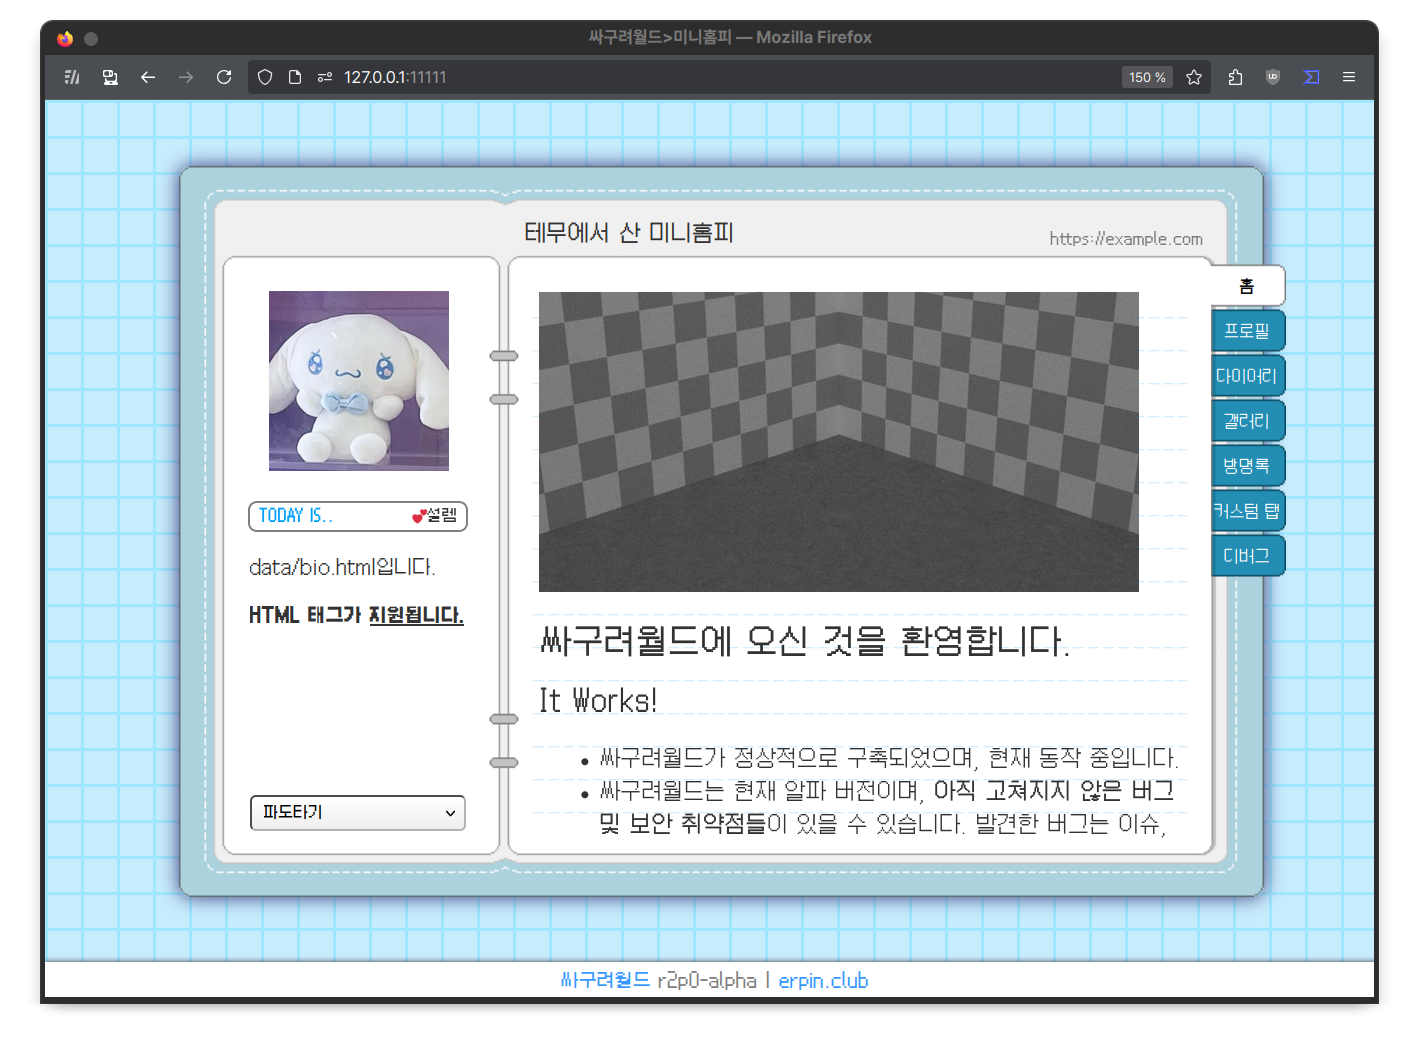 싸구려월드>미니홈피 — Mozilla Firefox
127.0.0.1:11111
150 %
테무에서 산 미니홈피
https://example.com
TODAY IS.. 💕설렘
data/bio.html입니다.
HTML 태그가 지원됩니다.
파도타기
싸구려월드에 오신 것을 환영합니다.
It Works!
• 싸구려월드가 정상적으로 구축되었으며, 현재 동작 중입니다.
• 싸구려월드는 현재 알파 버전이며, 아직 고쳐지지 않은 버그
및 보안 취약점들이 있을 수 있습니다. 발견한 버그는 이슈,
홈
프로필
다이어리
갤러리
방명록
커스텀 탭
디버그
싸구려월드 r2p0-alpha | erpin.club